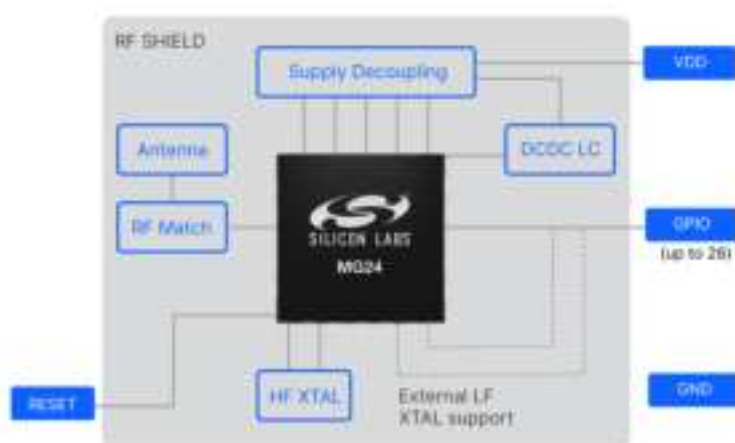 RF SHIELD
Supply Decoupling
VDD
Antenna
DCDC LC
RF Match
SILICON LABS
MG24
GPIO
(up to 26)
RESET
HF XTAL
External LF
XTAL support
GND